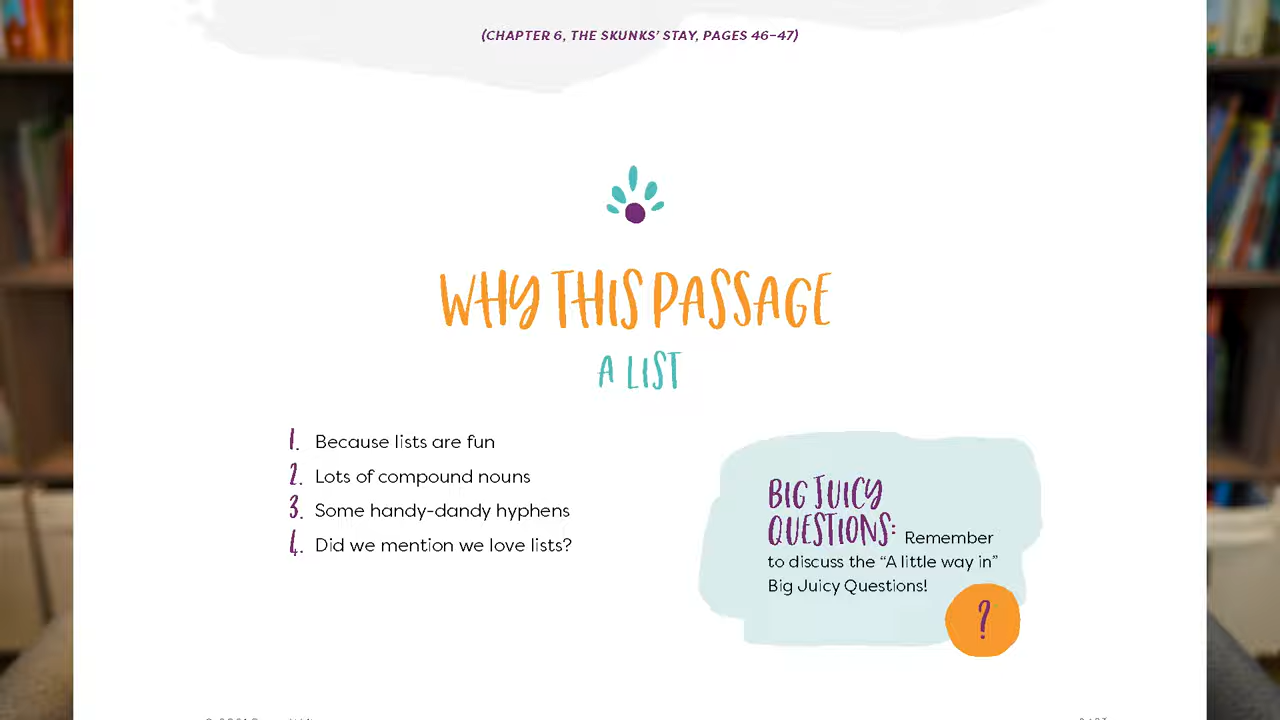 (CHAPTER 6, THE SKUNKS' STAY, PAGES 46–47)
WHY THIS PASSAGE
A LIST
1. Because lists are fun
2. Lots of compound nouns
3. Some handy-dandy hyphens
4. Did we mention we love lists?
BIG JUICY
QUESTIONS: Remember
to discuss the “A little way in”
Big Juicy Questions!
?